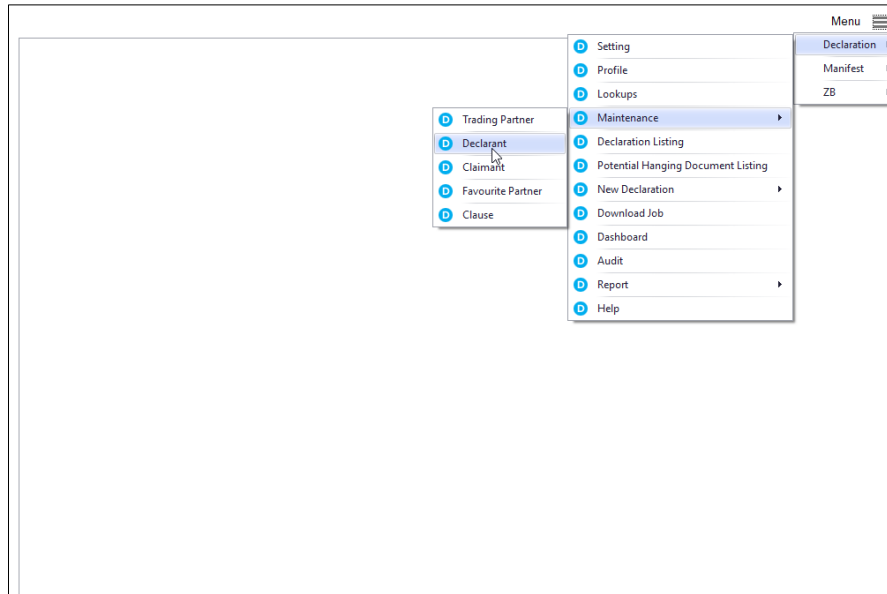 Menu
Declaration
Manifest
ZB
D Setting
D Profile
D Lookups
D Maintenance
D Declaration Listing
D Potential Hanging Document Listing
D New Declaration
D Download Job
D Dashboard
D Audit
D Report
D Help
D Trading Partner
D Declarant
D Claimant
D Favourite Partner
D Clause